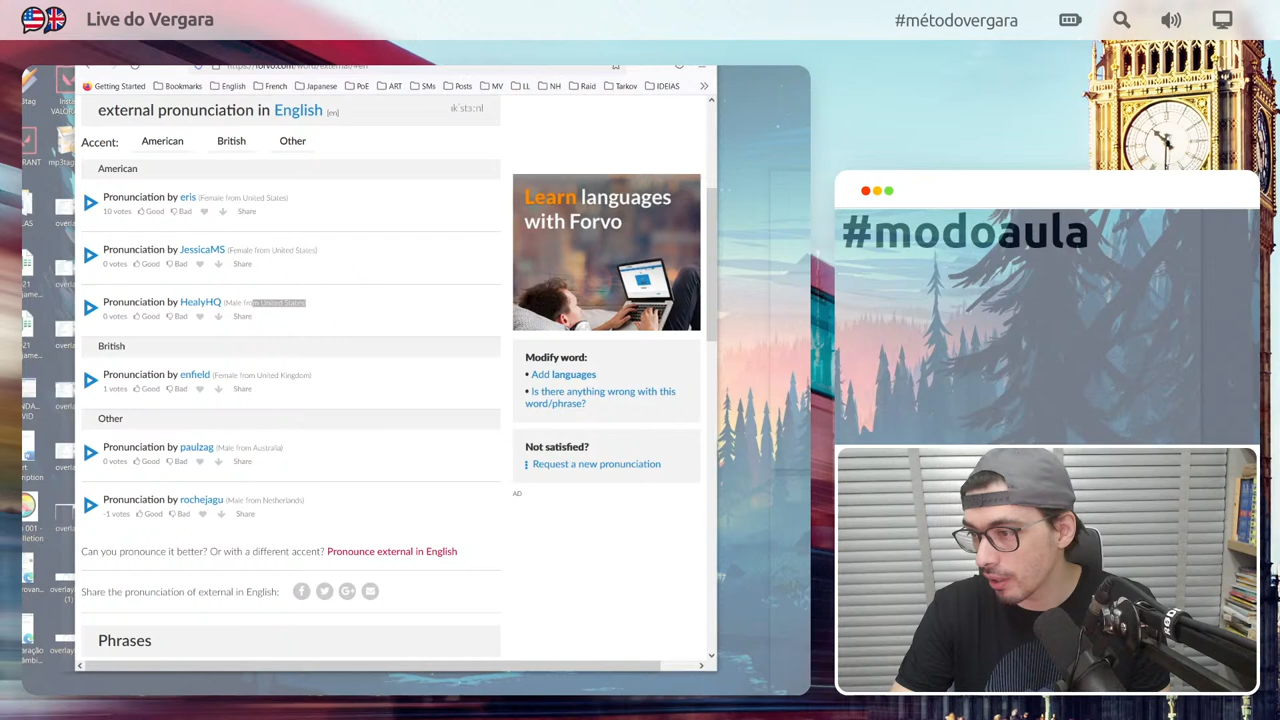 Live do Vergara
#métodovergara
Getting Started Bookmarks English French Japanese PoE ART SMs Posts MV LL NH Raid Tarkov IDEIAS
external pronunciation in English [en]
Accent: American British Other
American
Pronunciation by eris (Female from United States)
10 votes Good Bad Share
Pronunciation by JessicaMS (Female from United States)
0 votes Good Bad Share
Pronunciation by HealyHQ (Male from United States)
0 votes Good Bad Share
British
Pronunciation by enfield (Female from United Kingdom)
1 votes Good Bad Share
Other
Pronunciation by paulzag (Male from Australia)
0 votes Good Bad Share
Pronunciation by rochejagu (Male from Netherlands)
-1 votes Good Bad Share
Can you pronounce it better? Or with a different accent? Pronounce external in English
Share the pronunciation of external in English:
Phrases
Learn languages
with Forvo
Modify word:
• Add languages
• Is there anything wrong with this
word/phrase?
Not satisfied?
Request a new pronunciation
AD
#modoaula
RØDE